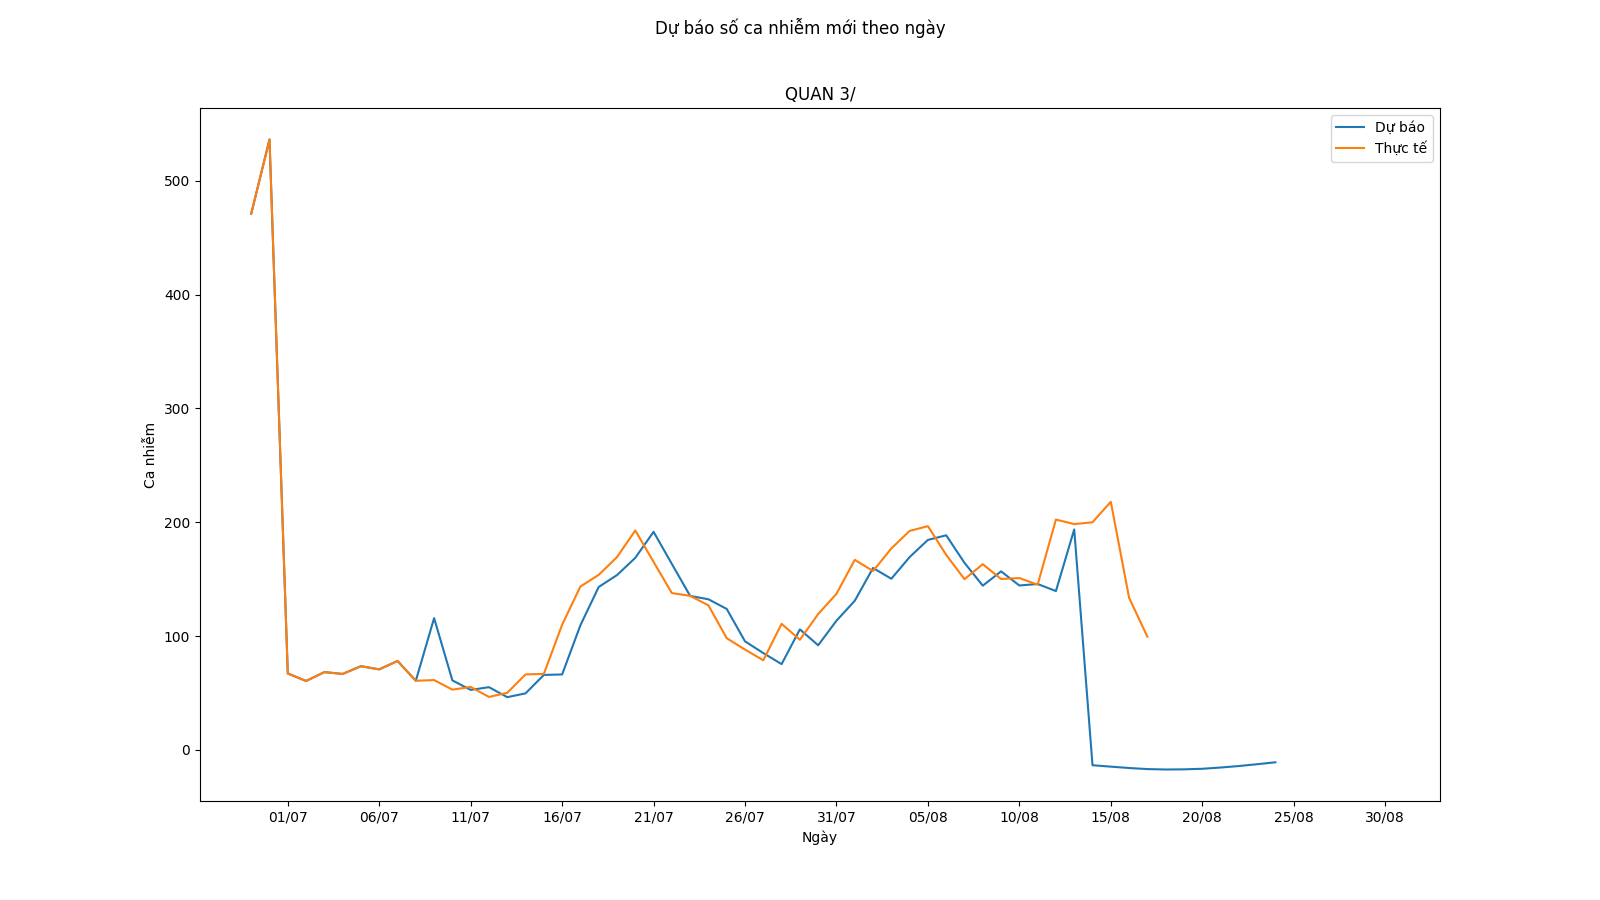 Dự báo số ca nhiễm mới theo ngày
QUAN 3/
Dự báo
Thực tế
500
400
300
200
100
0
Ca nhiễm
01/07 06/07 11/07 16/07 21/07 26/07 31/07 05/08 10/08 15/08 20/08 25/08 30/08
Ngày